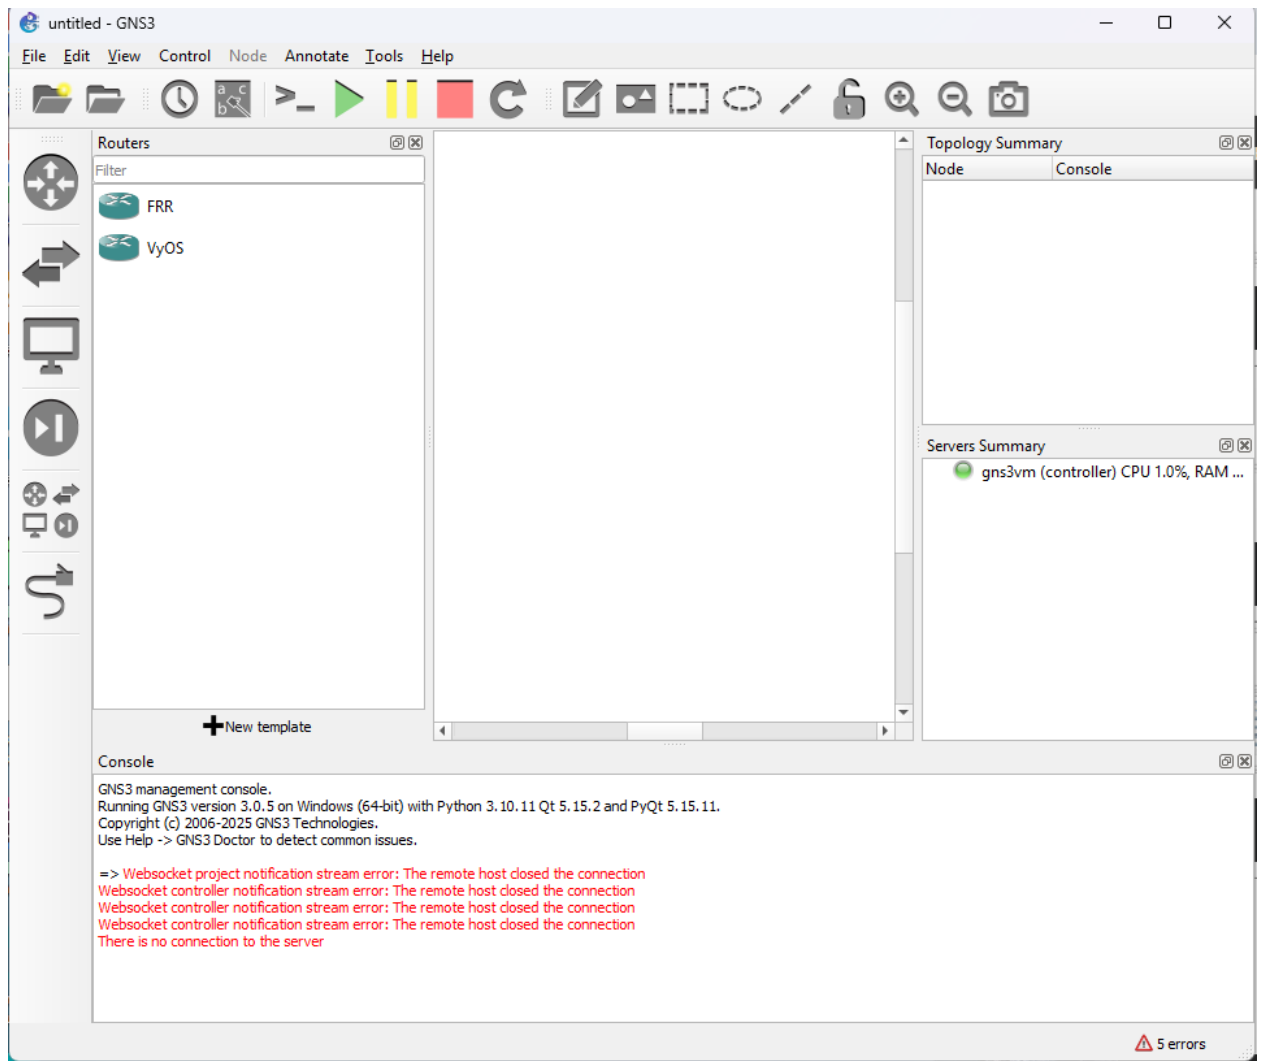 untitled - GNS3
File Edit View Control Node Annotate Tools Help
Routers
Filter
FRR
VyOS
New template
Topology Summary
Node Console
Servers Summary
gns3vm (controller) CPU 1.0%, RAM ...
Console
GNS3 management console.
Running GNS3 version 3.0.5 on Windows (64-bit) with Python 3.10.11 Qt 5.15.2 and PyQt 5.15.11.
Copyright (c) 2006-2025 GNS3 Technologies.
Use Help -> GNS3 Doctor to detect common issues.
=> Websocket project notification stream error: The remote host closed the connection
Websocket controller notification stream error: The remote host closed the connection
Websocket controller notification stream error: The remote host closed the connection
Websocket controller notification stream error: The remote host closed the connection
There is no connection to the server
5 errors